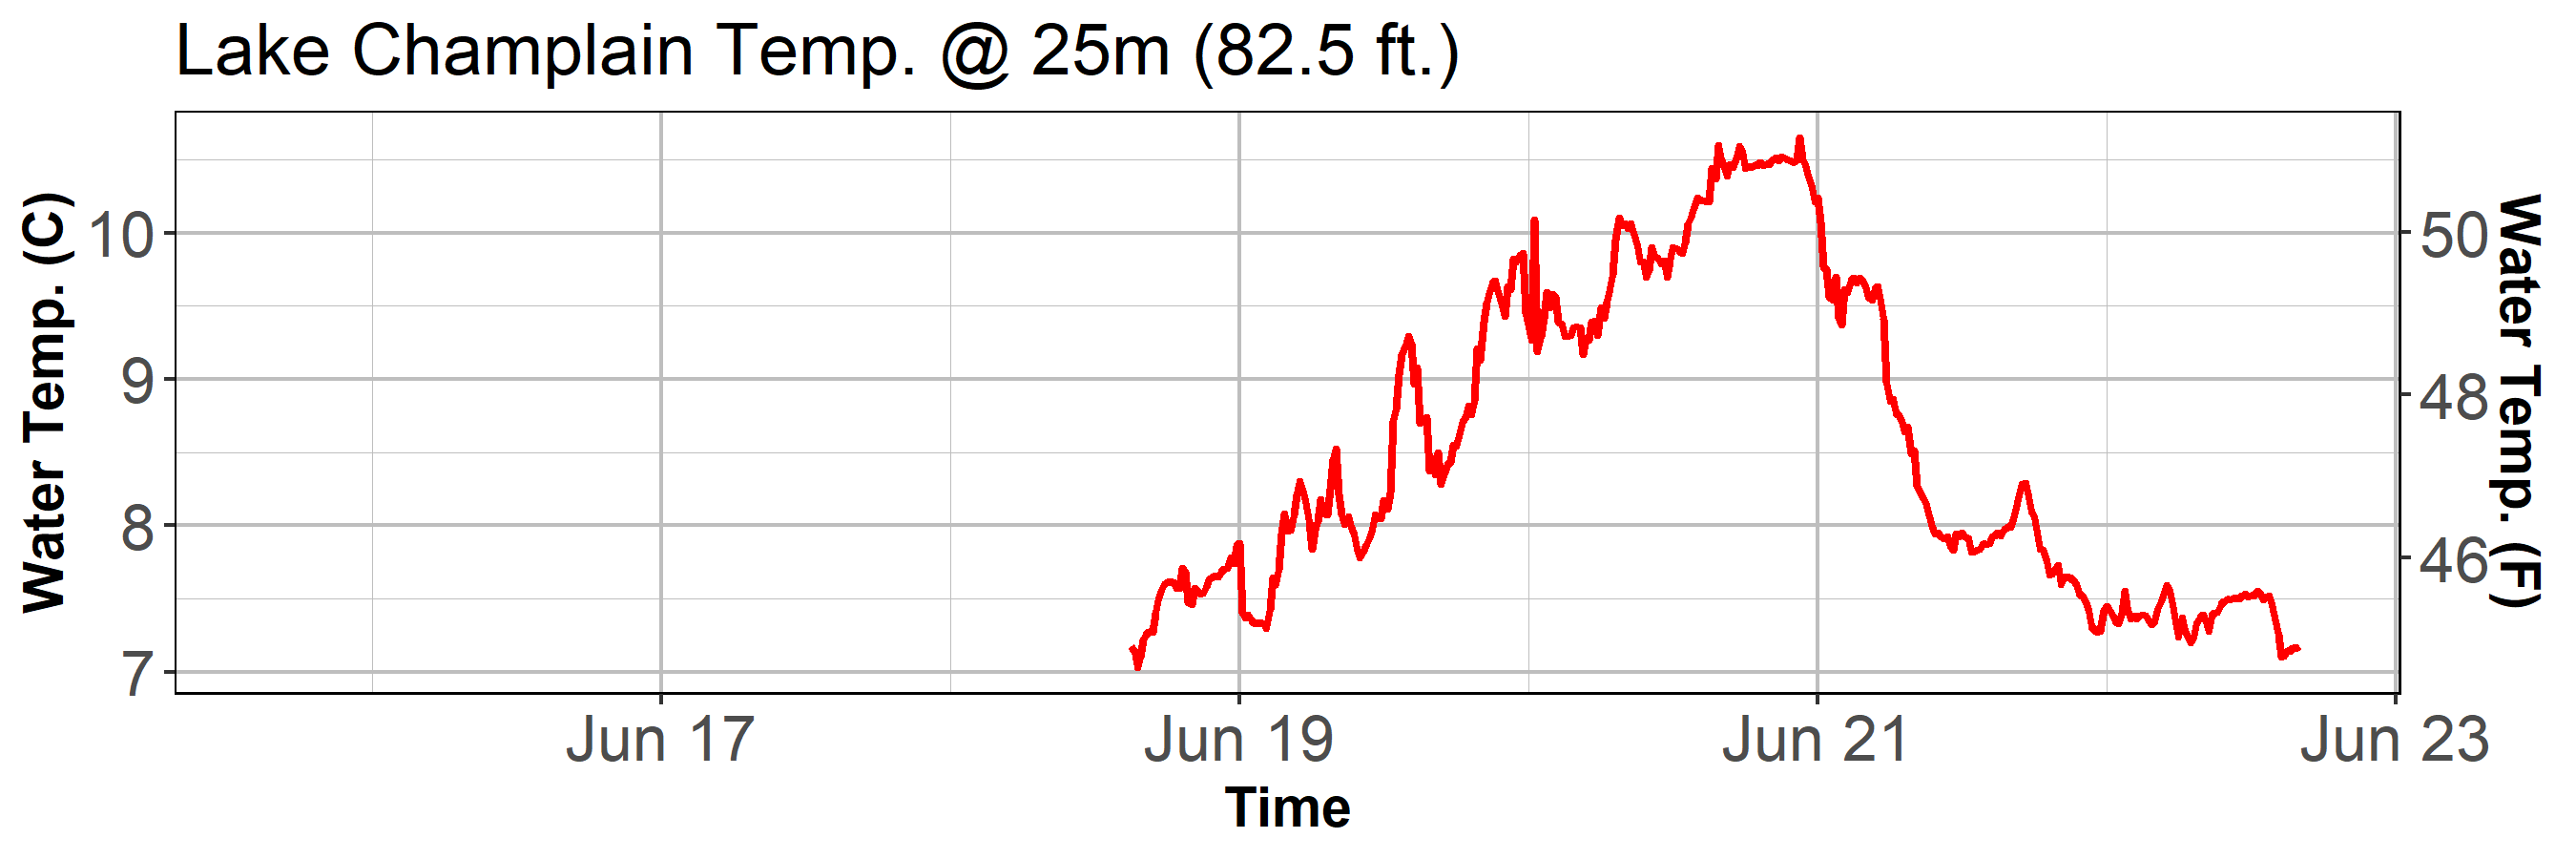 Lake Champlain Temp. @ 25m (82.5 ft.)
Water Temp. (C)
10
9
8
7
50
48
46
Water Temp. (F)
Jun 17 Jun 19 Jun 21 Jun 23
Time